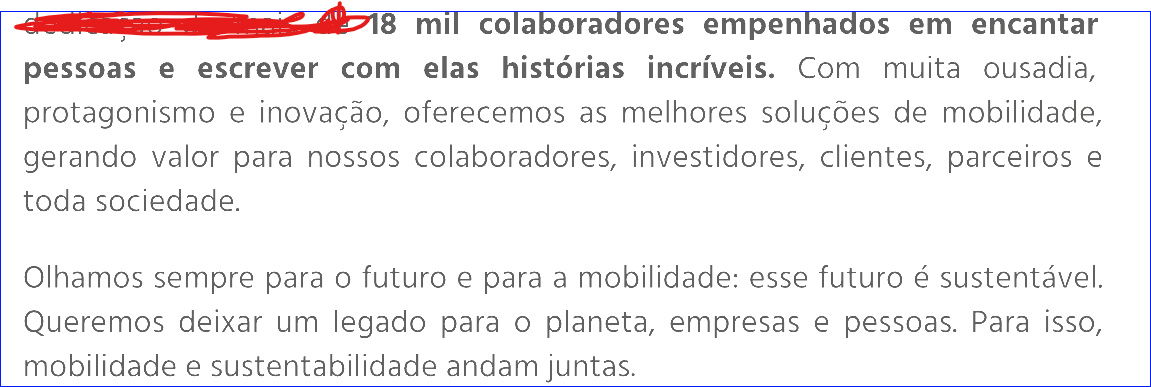 18 mil colaboradores empenhados em encantar
pessoas e escrever com elas histórias incríveis. Com muita ousadia,
protagonismo e inovação, oferecemos as melhores soluções de mobilidade,
gerando valor para nossos colaboradores, investidores, clientes, parceiros e
toda sociedade.
Olhamos sempre para o futuro e para a mobilidade: esse futuro é sustentável.
Queremos deixar um legado para o planeta, empresas e pessoas. Para isso,
mobilidade e sustentabilidade andam juntas.